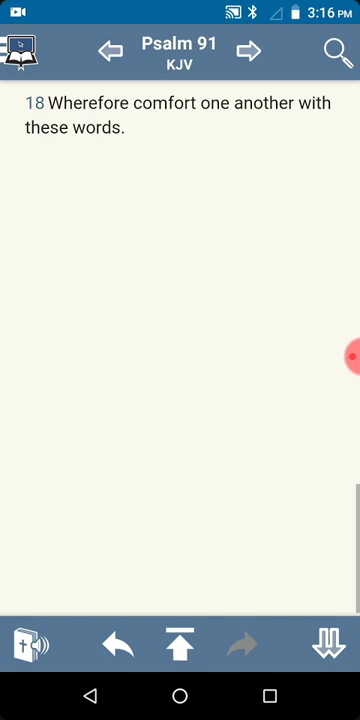 3:16 PM
Psalm 91
KJV
18 Wherefore comfort one another with
these words.